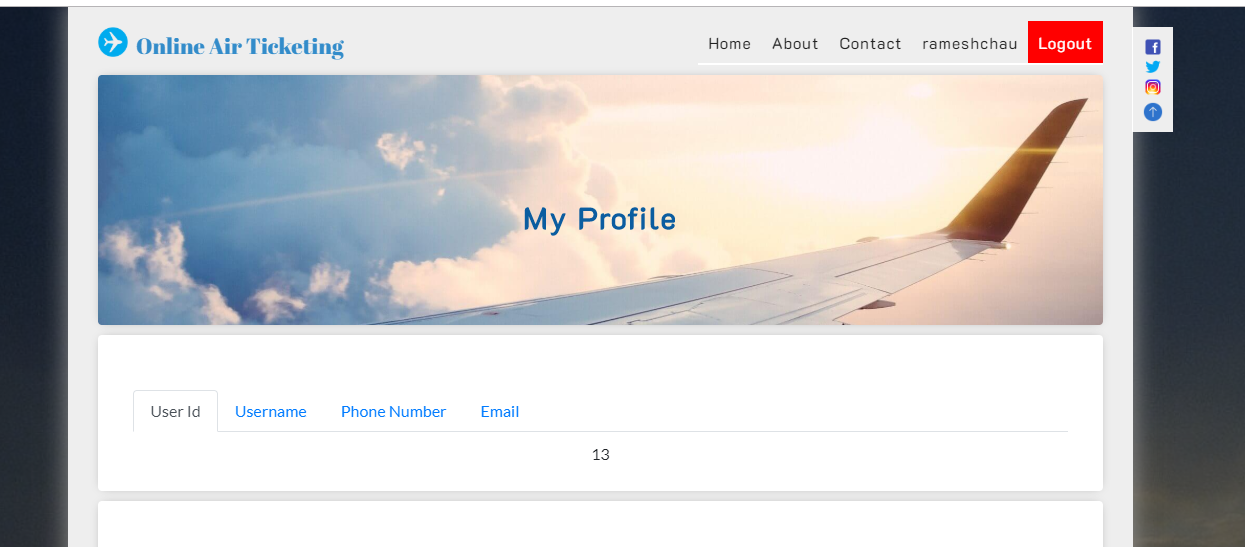 Online Air Ticketing
Home About Contact rameshchau Logout
My Profile
User Id Username Phone Number Email
13